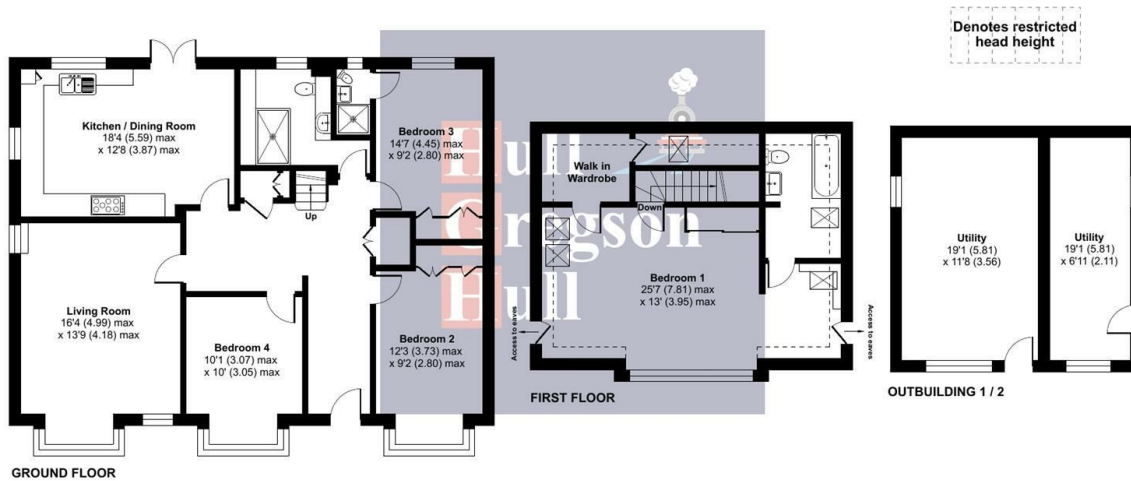 Denotes restricted
head height
Kitchen / Dining Room
18'4 (5.59) max
x 12'8 (3.87) max
Bedroom 3
14'7 (4.45) max
x 9'2 (2.80) max
Up
Living Room
16'4 (4.99) max
x 13'9 (4.18) max
Bedroom 4
10'1 (3.07) max
x 10' (3.05) max
Bedroom 2
12'3 (3.73) max
x 9'2 (2.80) max
GROUND FLOOR
Hull
Gregson
Hull
Walk in
Wardrobe
Down
Bedroom 1
25'7 (7.81) max
x 13' (3.95) max
Access to eaves
Access to eaves
FIRST FLOOR
Utility
19'1 (5.81)
x 11'8 (3.56)
Utility
19'1 (5.81)
x 6'11 (2.11)
OUTBUILDING 1 / 2